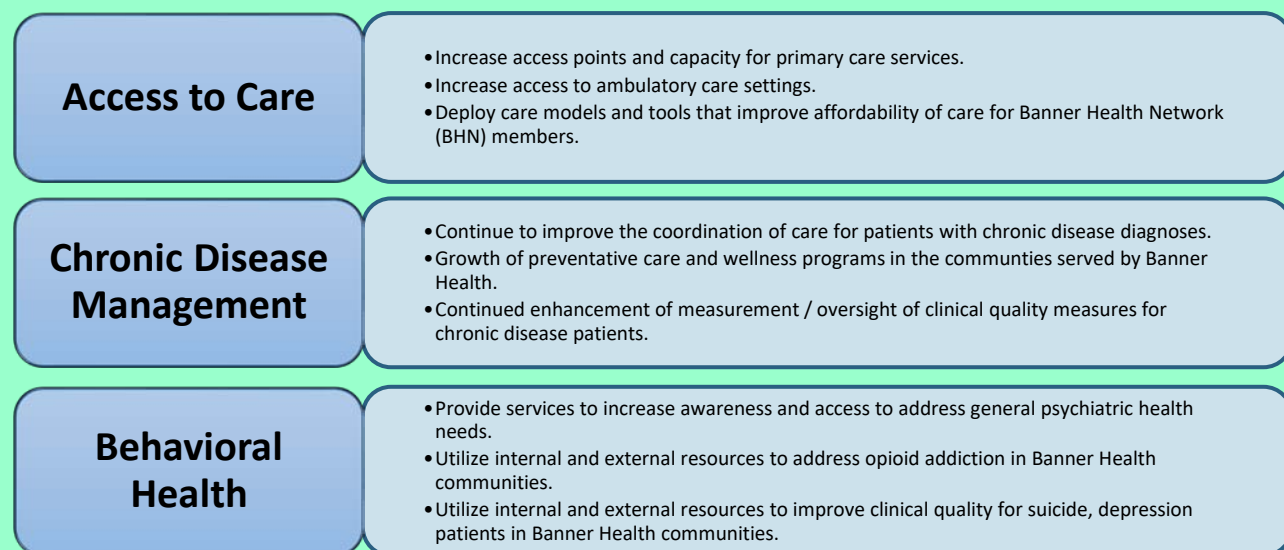 Access to Care
•Increase access points and capacity for primary care services.
•Increase access to ambulatory care settings.
•Deploy care models and tools that improve affordability of care for Banner Health Network
(BHN) members.
Chronic Disease
Management
•Continue to improve the coordination of care for patients with chronic disease diagnoses.
•Growth of preventative care and wellness programs in the communties served by Banner
Health.
•Continued enhancement of measurement / oversight of clinical quality measures for
chronic disease patients.
Behavioral
Health
•Provide services to increase awareness and access to address general psychiatric health
needs.
•Utilize internal and external resources to address opioid addiction in Banner Health
communities.
•Utilize internal and external resources to improve clinical quality for suicide, depression
patients in Banner Health communities.